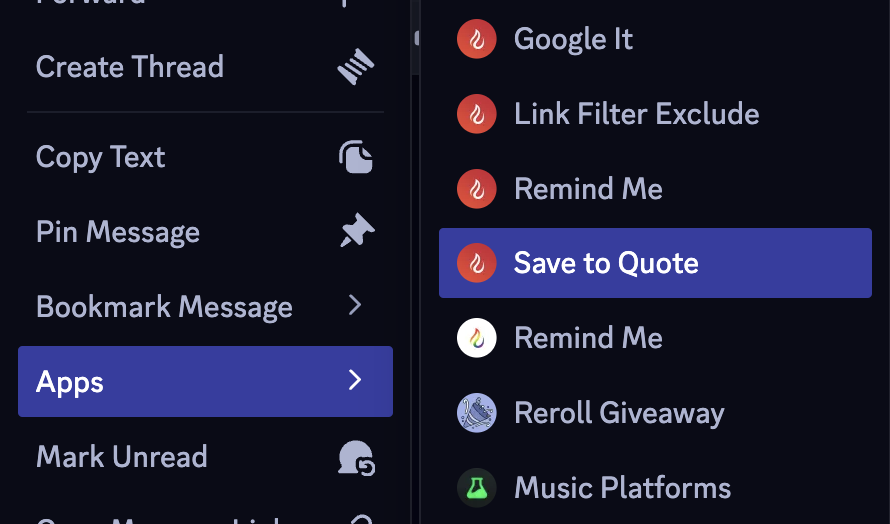 Forward
Create Thread
Copy Text
Pin Message
Bookmark Message
Apps
Mark Unread
Google It
Link Filter Exclude
Remind Me
Save to Quote
Remind Me
Reroll Giveaway
Music Platforms